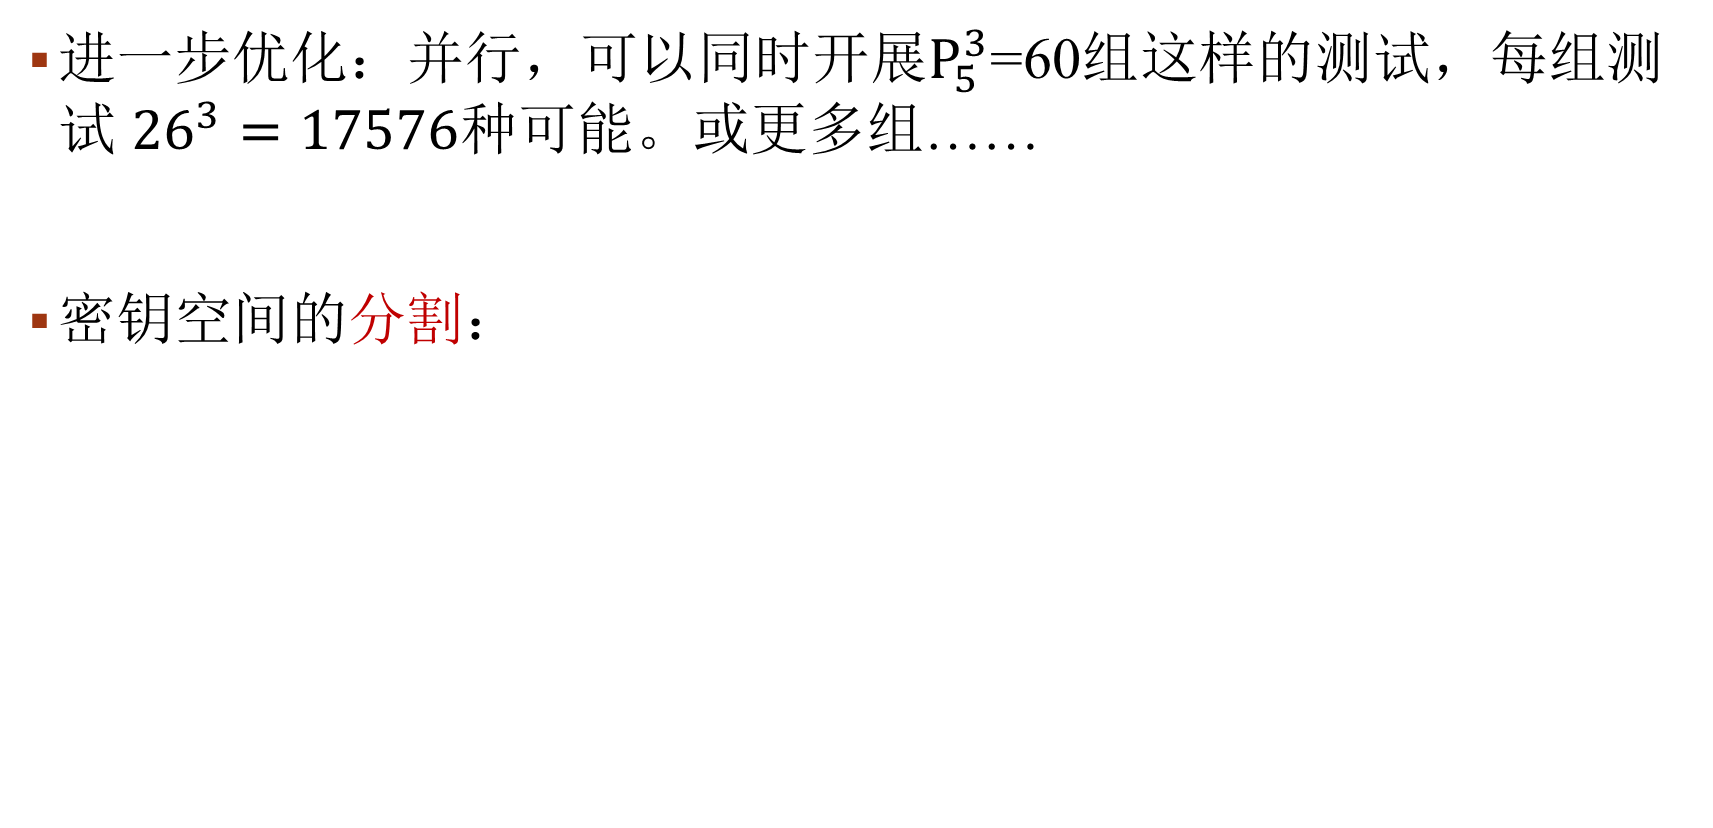 ▪进一步优化：并行，可以同时开展P₅³=60组这样的测试，每组测
试 26³ = 17576种可能。或更多组……
▪密钥空间的分割：